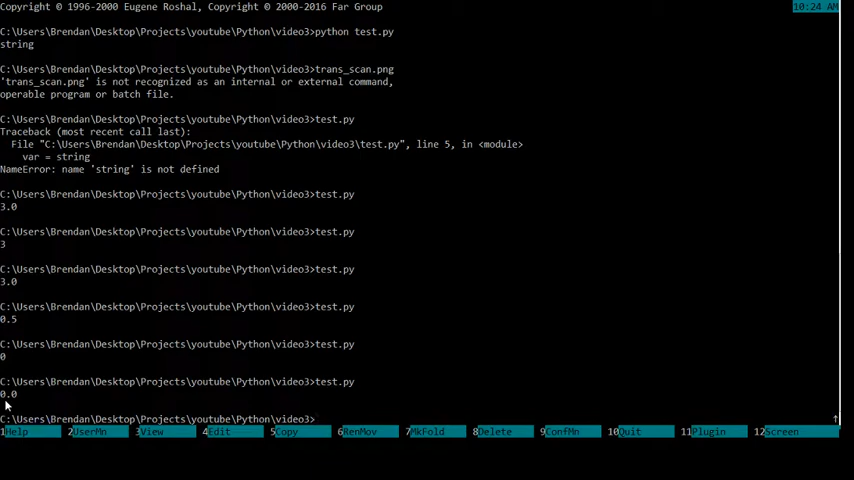 Copyright © 1996-2000 Eugene Roshal, Copyright © 2000-2016 Far Group
10:24 AM
C:\Users\Brendan\Desktop\Projects\youtube\Python\video3>python test.py
string
C:\Users\Brendan\Desktop\Projects\youtube\Python\video3>trans_scan.png
'trans_scan.png' is not recognized as an internal or external command,
operable program or batch file.
C:\Users\Brendan\Desktop\Projects\youtube\Python\video3>test.py
Traceback (most recent call last):
File "C:\Users\Brendan\Desktop\Projects\youtube\Python\video3\test.py", line 5, in <module>
var = string
NameError: name 'string' is not defined
C:\Users\Brendan\Desktop\Projects\youtube\Python\video3>test.py
3.0
C:\Users\Brendan\Desktop\Projects\youtube\Python\video3>test.py
3
C:\Users\Brendan\Desktop\Projects\youtube\Python\video3>test.py
3.0
C:\Users\Brendan\Desktop\Projects\youtube\Python\video3>test.py
0.5
C:\Users\Brendan\Desktop\Projects\youtube\Python\video3>test.py
0
C:\Users\Brendan\Desktop\Projects\youtube\Python\video3>test.py
0.0
C:\Users\Brendan\Desktop\Projects\youtube\Python\video3>
1Help 2UserMn 3View 4Edit 5Copy 6RenMov 7MkFold 8Delete 9ConfMn 10Quit 11Plugin 12Screen